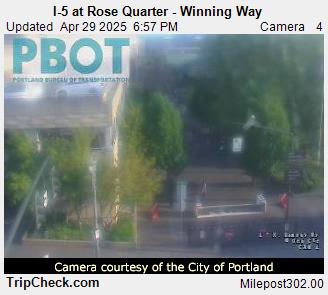 I-5 at Rose Quarter - Winning Way
Updated Apr 29 2025 6:57 PM Camera 4
PBOT
PORTLAND BUREAU OF TRANSPORTATION
Camera courtesy of the City of Portland
TripCheck.com Milepost302.00